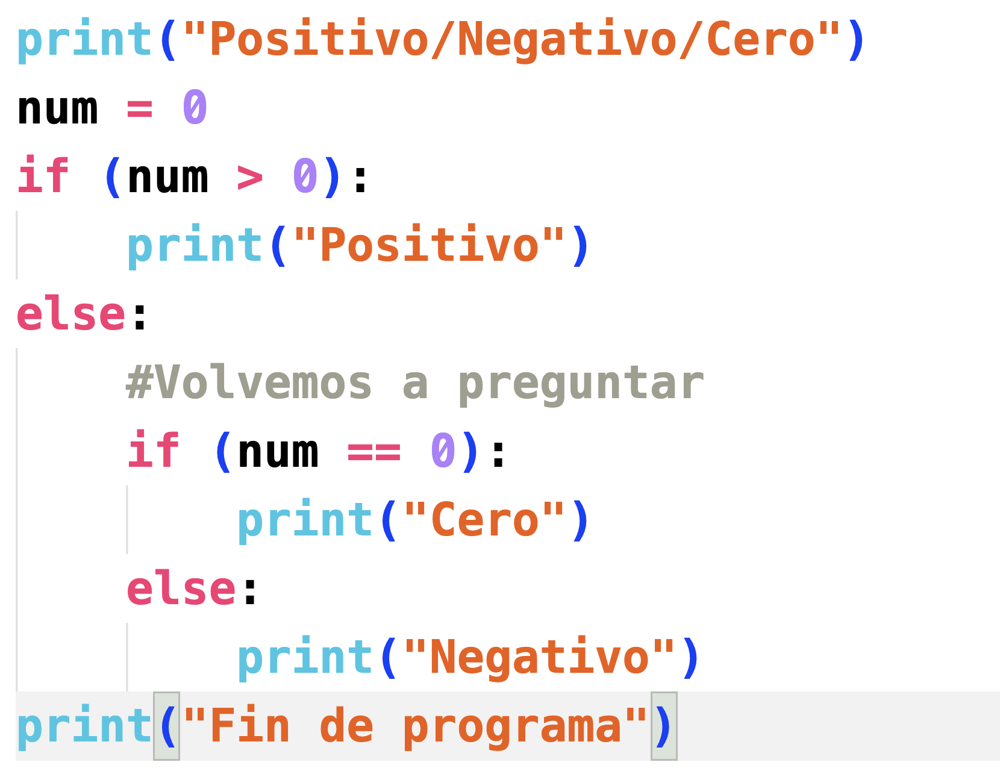 print("Positivo/Negativo/Cero")
num = 0
if (num > 0):
    print("Positivo")
else:
    #Volvemos a preguntar
    if (num == 0):
        print("Cero")
    else:
        print("Negativo")
print("Fin de programa")